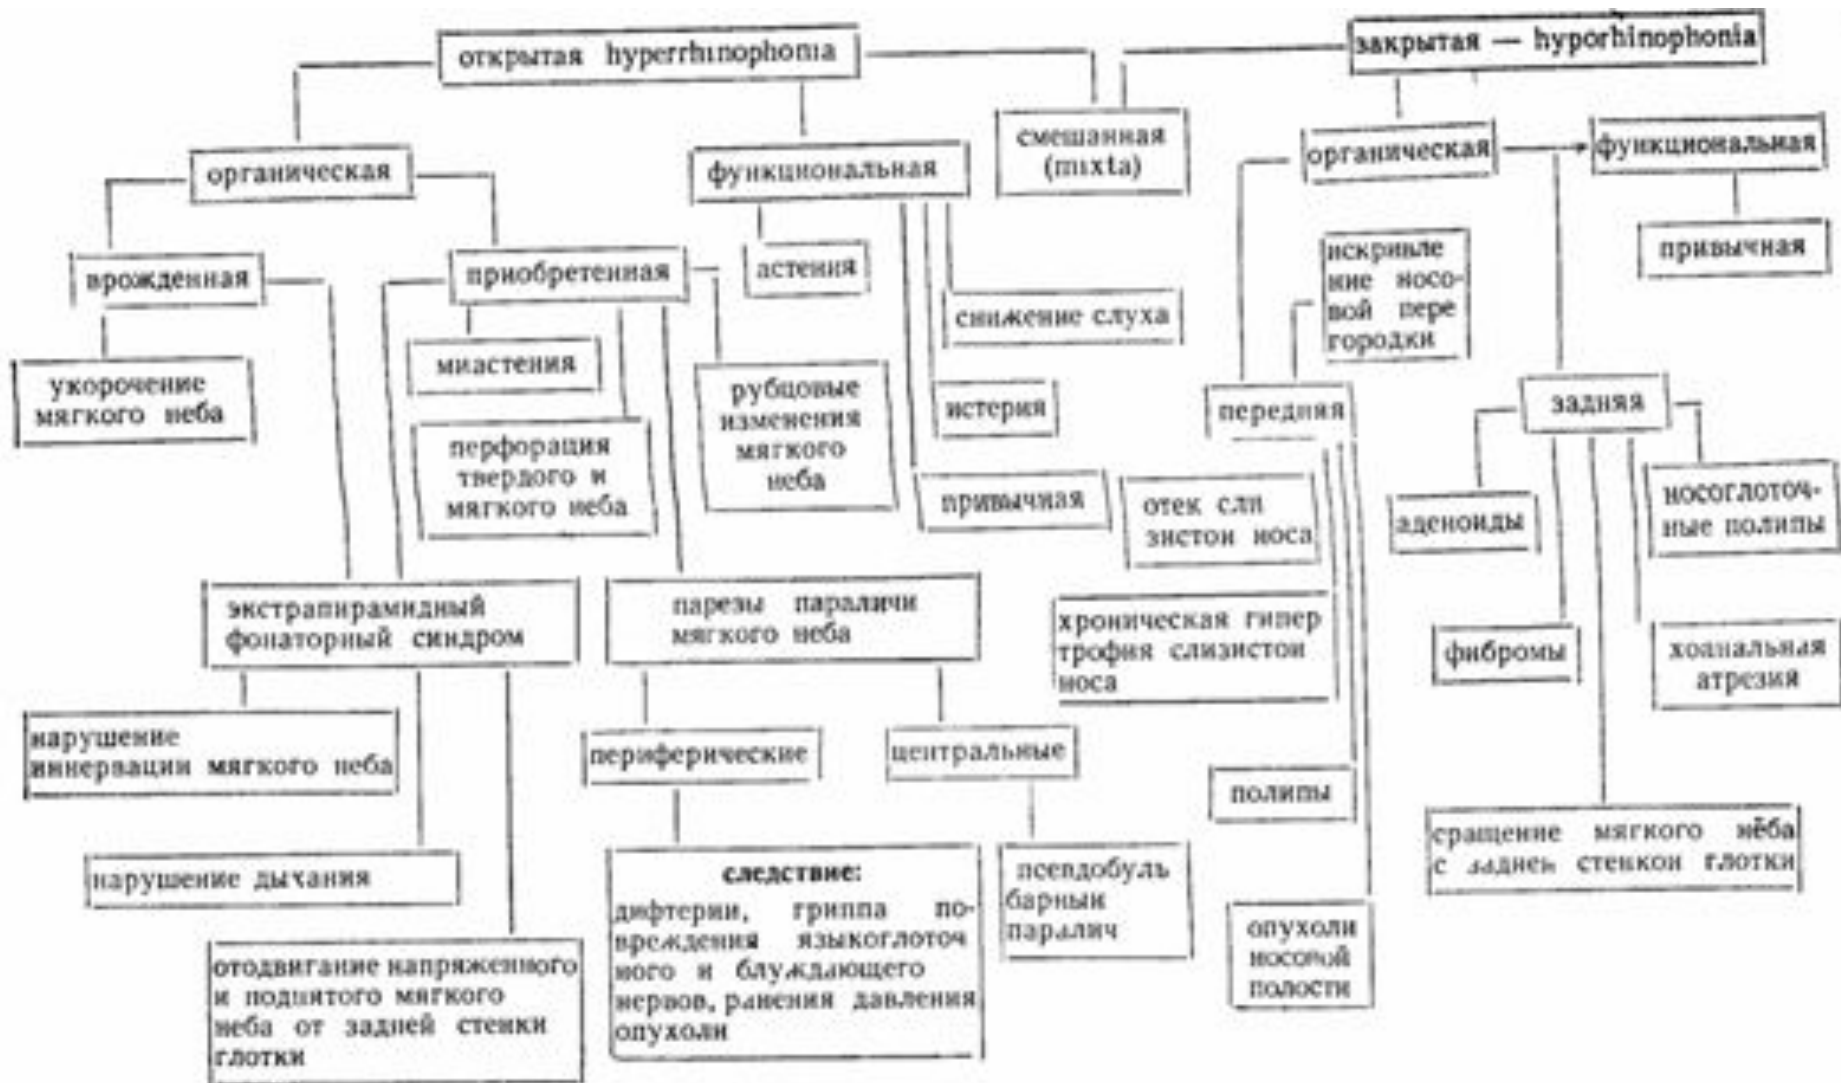 открытая hyperrhinophonia
закрытая — hyporhinophonia
смешанная
(mixta)
органическая
функциональная
органическая
функциональная
врожденная
приобретенная
астения
искривле
ние носо-
вой пере
городки
привычная
снижение слуха
миастения
укорочение
мягкого неба
рубцовые
изменения
мягкого
неба
истерия
передняя
задняя
перфорация
твердого и
мягкого неба
привычная
отек сли
зистои носа
аденоиды
носоглоточ-
ные полипы
экстрапирамидный
фонаторный синдром
парезы параличи
мягкого неба
хроническая гипер
трофия слизистои
носа
фибромы
хоанальная
атрезия
нарушение
иннервации мягкого неба
периферические
центральные
полипы
сращение мягкого нёба
с задней стенкой глотки
нарушение дыхания
следствие:
дифтерии, гриппа по-
вреждения языкоглоточ
ного и блуждающего
нервов, ранения давления
опухоли
псевдобуль
барный
паралич
опухоли
носовой
полости
отодвигание напряженного
и поднятого мягкого
неба от задней стенки
глотки